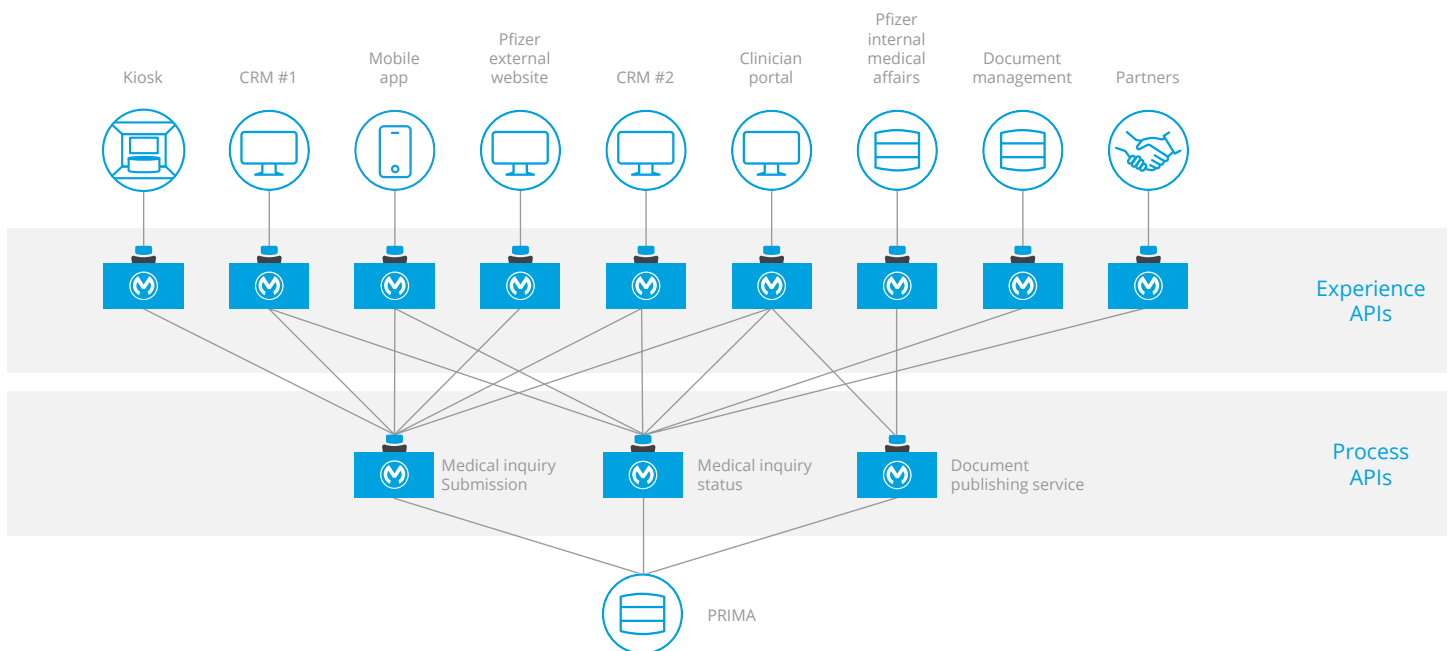 Kiosk
CRM #1
Mobile
app
Pfizer
external
website
CRM #2
Clinician
portal
Pfizer
internal
medical
affairs
Document
management
Partners
Experience
APIs
Medical inquiry
Submission
Medical inquiry
status
Document
publishing service
Process
APIs
PRIMA